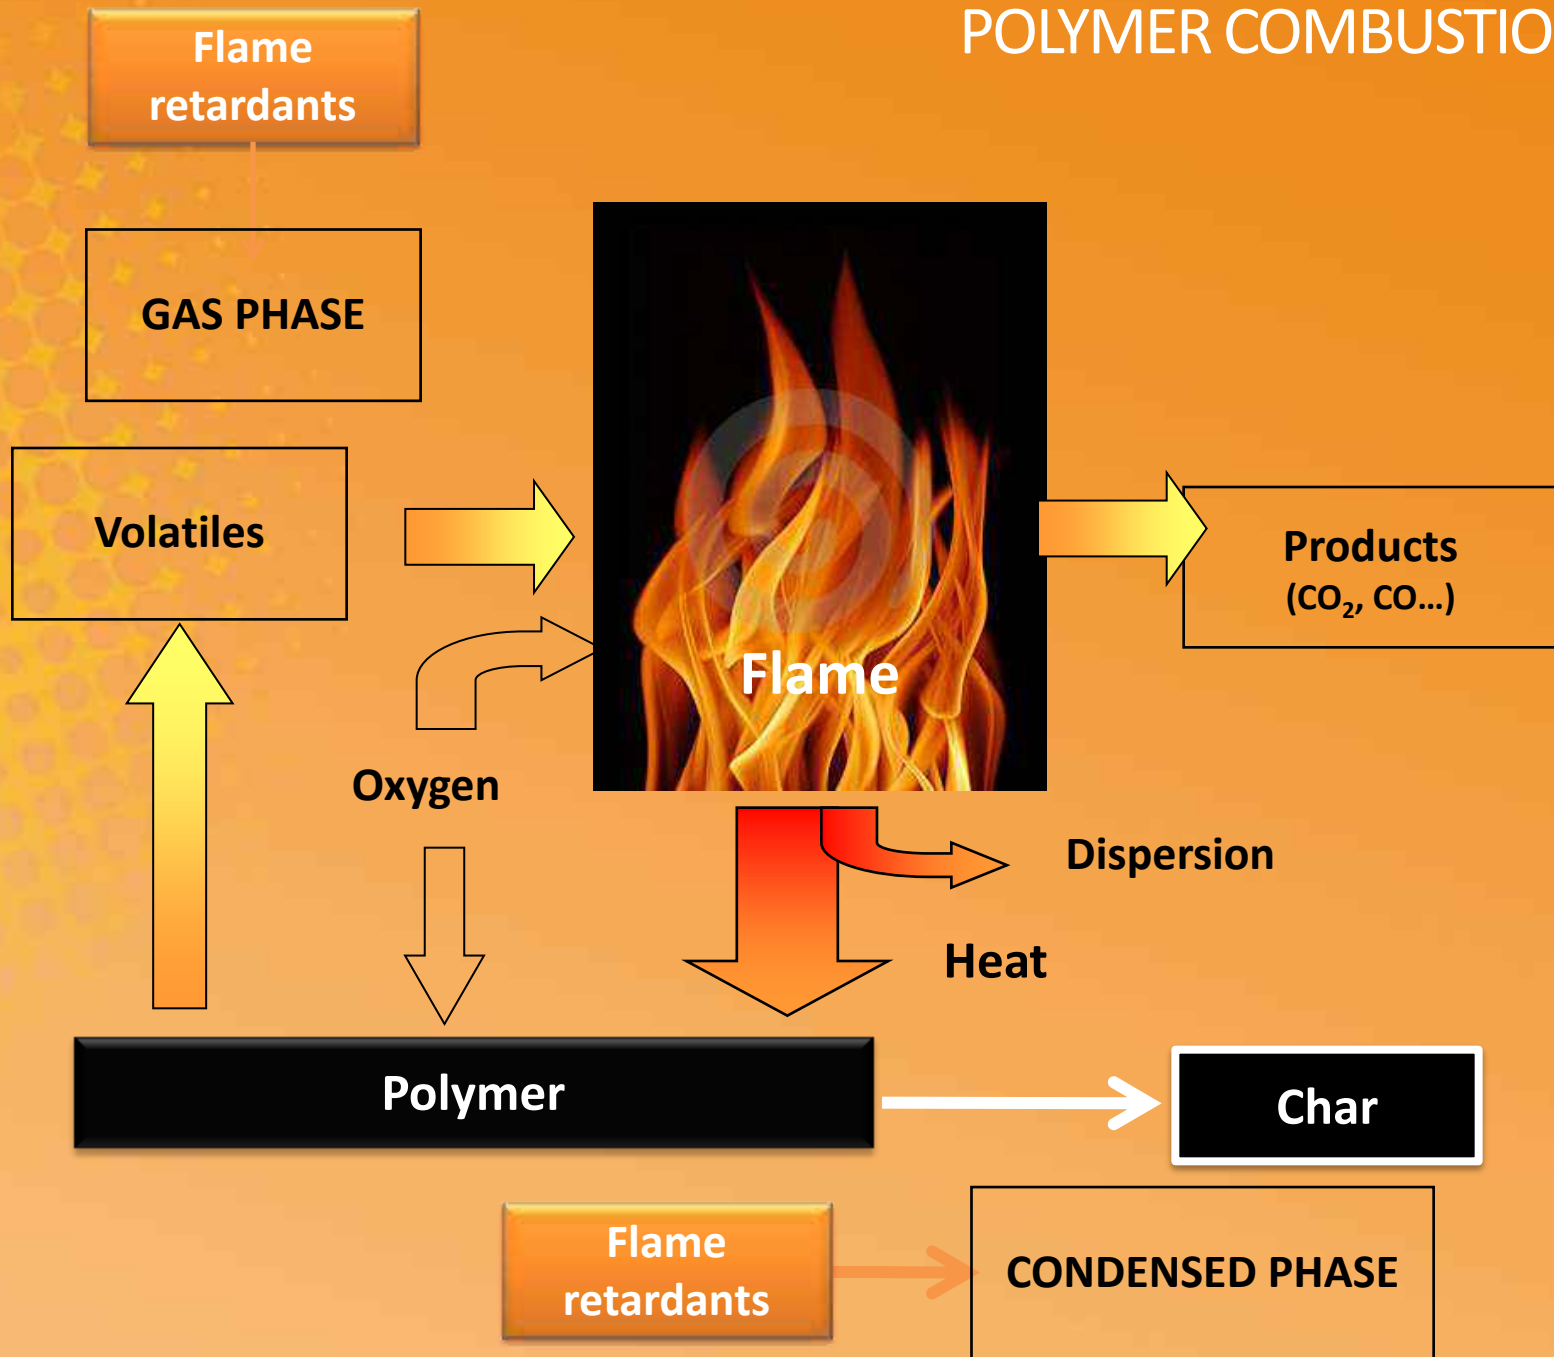 POLYMER COMBUSTIO
Flame
retardants
GAS PHASE
Volatiles
Products
(CO₂, CO...)
Flame
Oxygen
Dispersion
Heat
Polymer
Char
Flame
retardants
CONDENSED PHASE